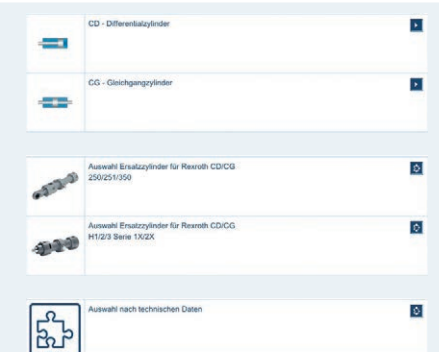 CD - Differentialzylinder
CG - Gleichgangzylinder
Auswahl Ersatzzylinder für Rexroth CD/CG
250/251/350
Auswahl Ersatzzylinder für Rexroth CD/CG
H1/2/3 Serie 1X/2X
Auswahl nach technischen Daten